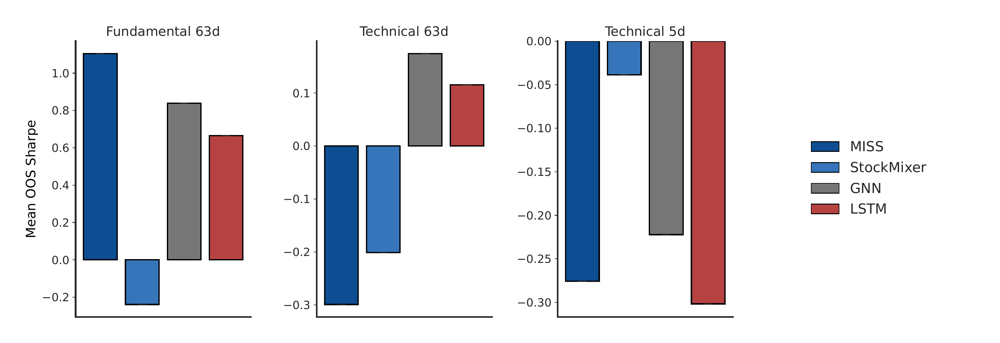 Fundamental 63d
Technical 63d
Technical 5d
Mean OOS Sharpe
1.0
0.8
0.6
0.4
0.2
0.0
−0.2
0.1
0.0
−0.1
−0.2
−0.3
0.00
−0.05
−0.10
−0.15
−0.20
−0.25
−0.30
MISS
StockMixer
GNN
LSTM